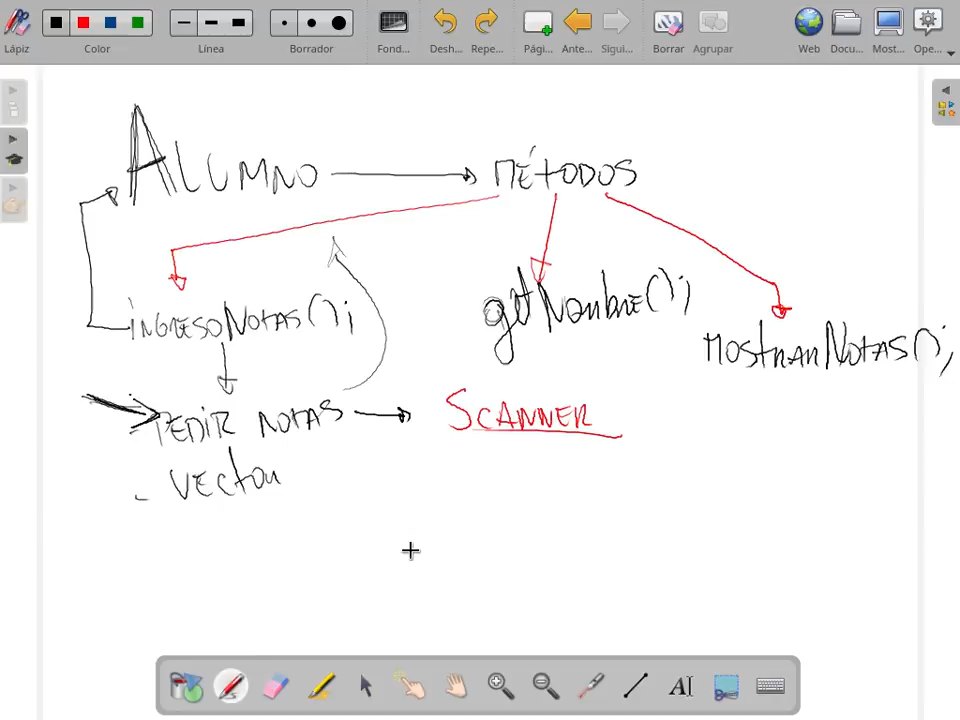 Lápiz Color Línea Borrador Fond... Desh... Repe... Pági... Ante... Sigui... Borrar Agrupar Web Docu... Most... Ope...
ALUMNO MÉTODOS
INGRESONOTAS(); getNombre(); MostrarNotas();
PEDIR NOTAS SCANNER
- VECTOR
AI